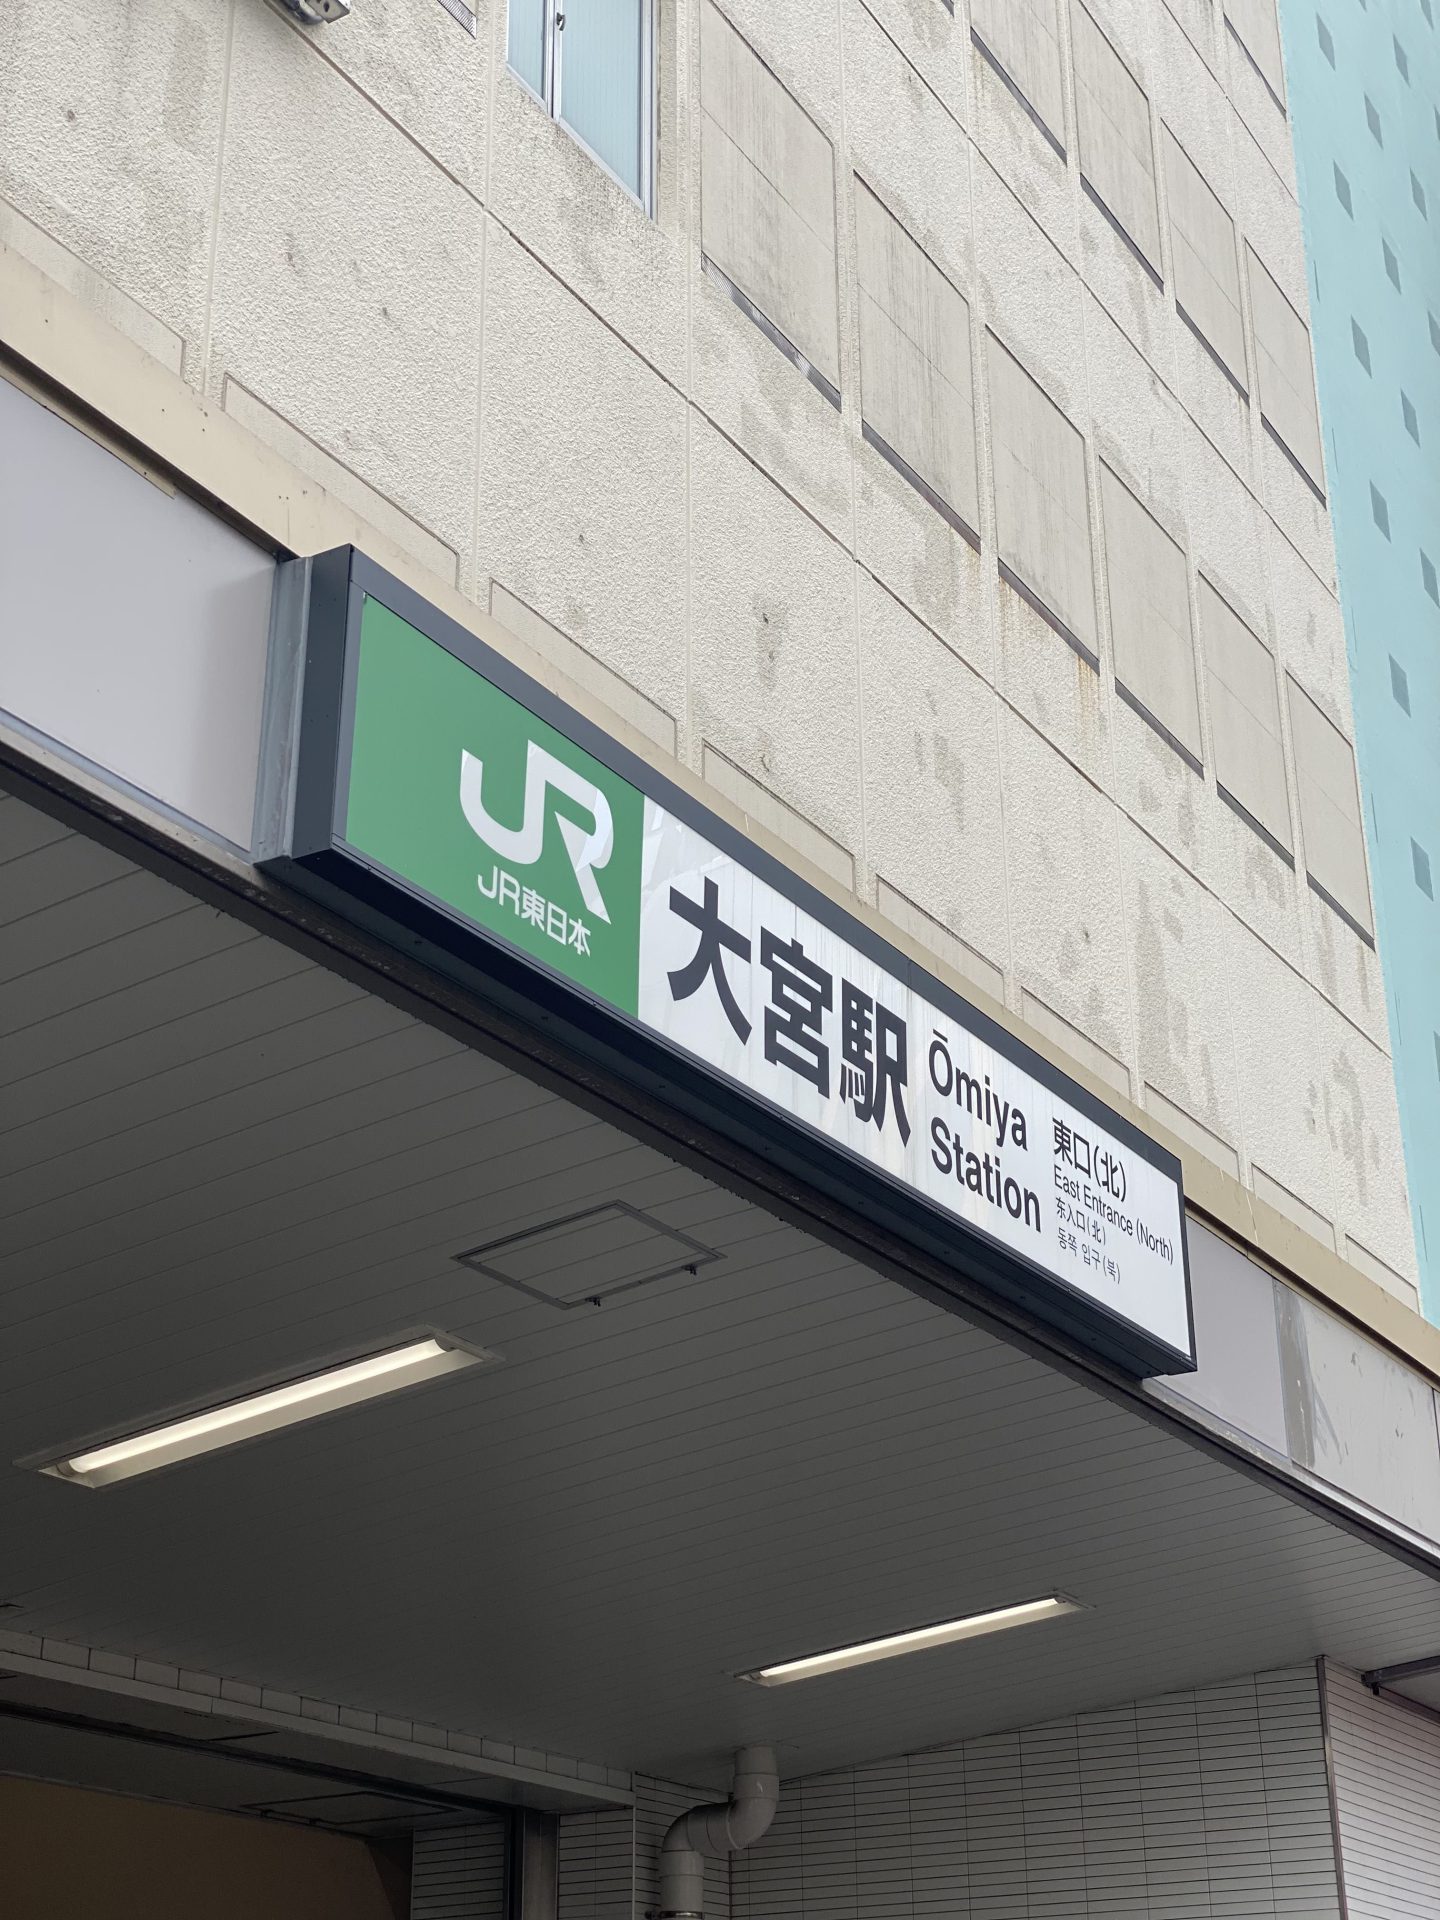 JR
JR東日本
大宮駅
Ōmiya
Station
東口(北)
East Entrance (North)
东入口(北)
동쪽 입구(북)